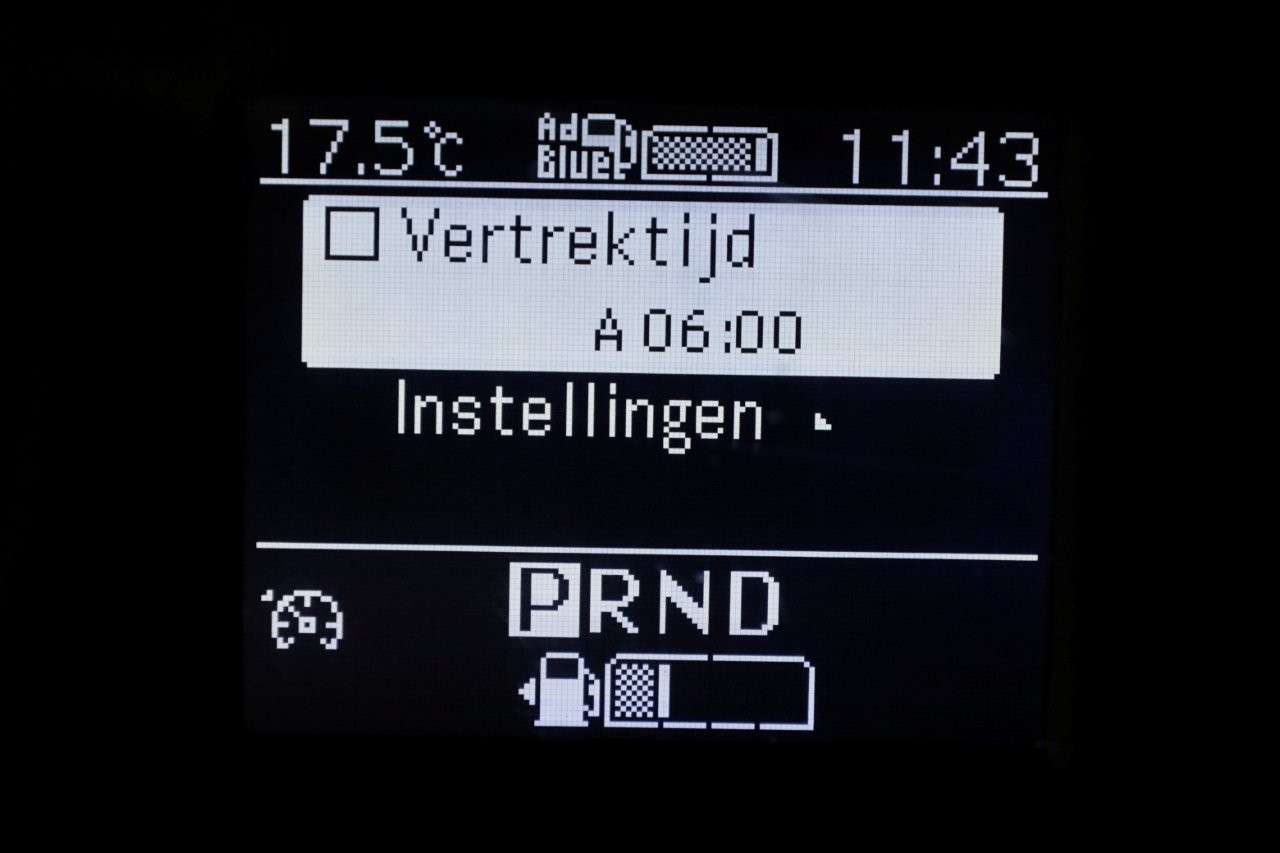 17.5°C Ad Blue 11:43
Vertrektijd
A 06:00
Instellingen
PRND